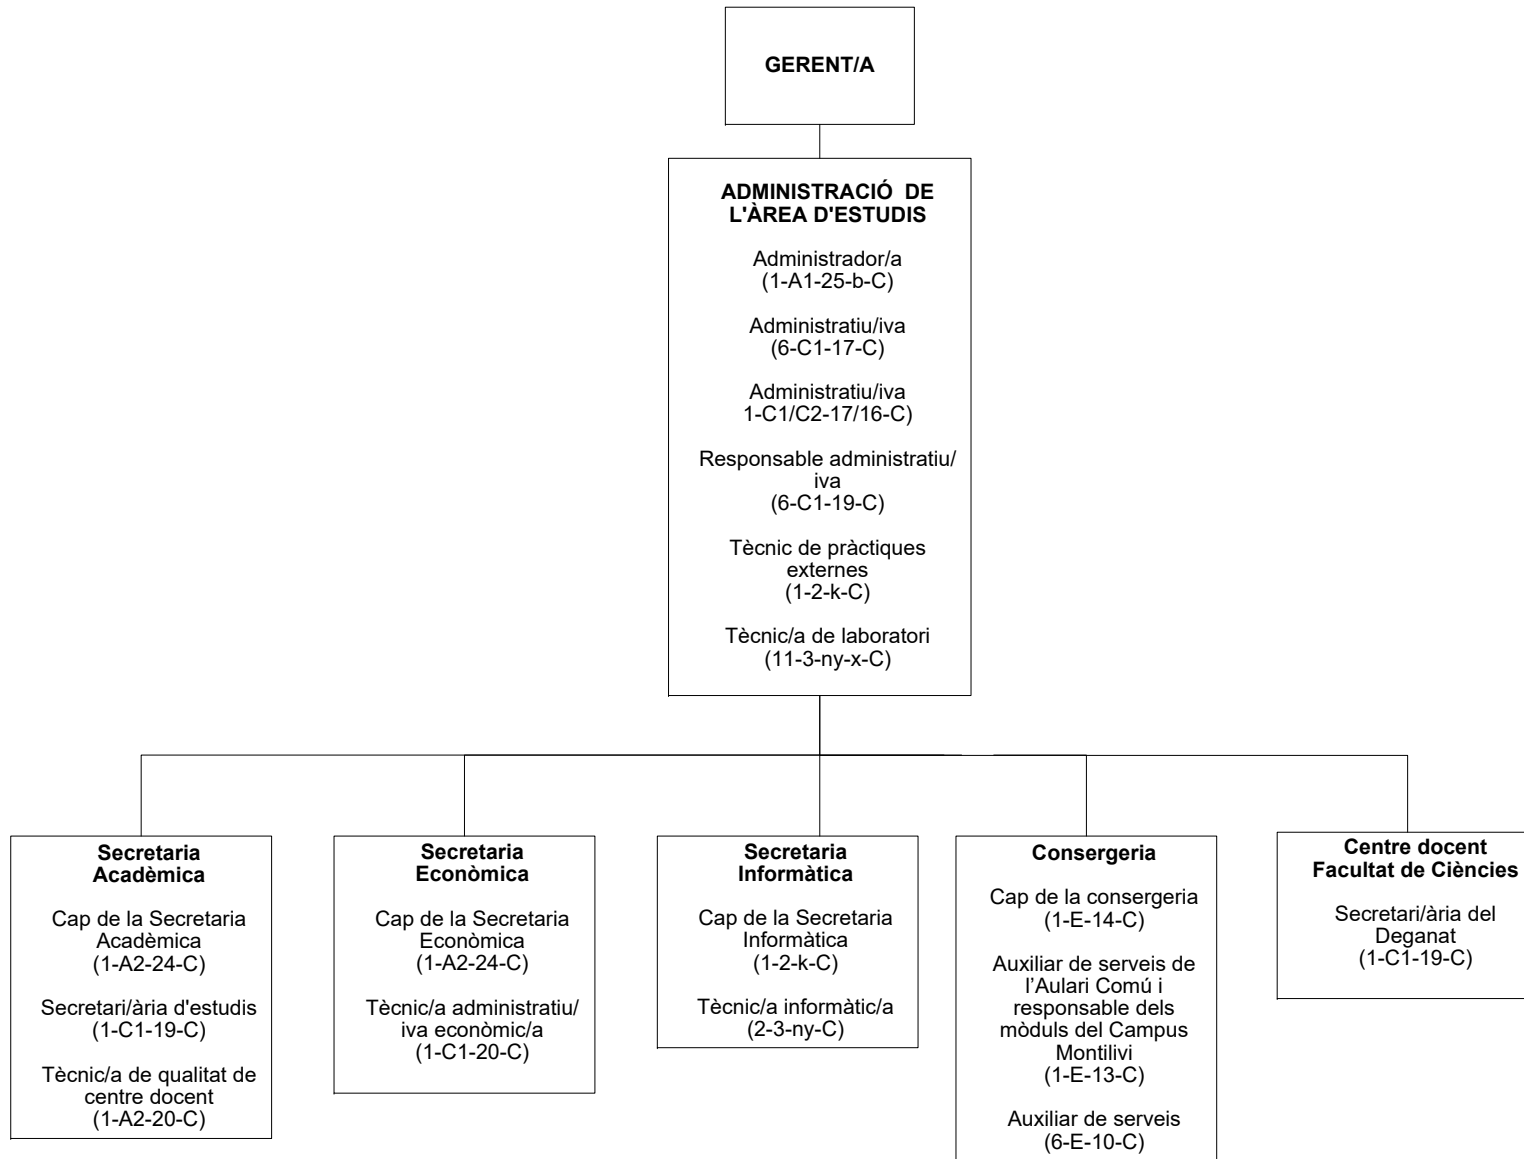 GERENT/A
ADMINISTRACIÓ DE
L'ÀREA D'ESTUDIS
Administrador/a
(1-A1-25-b-C)
Administratiu/iva
(6-C1-17-C)
Administratiu/iva
1-C1/C2-17/16-C)
Responsable administratiu/
iva
(6-C1-19-C)
Tècnic de pràctiques
externes
(1-2-k-C)
Tècnic/a de laboratori
(11-3-ny-x-C)
Secretaria
Acadèmica
Cap de la Secretaria
Acadèmica
(1-A2-24-C)
Secretari/ària d'estudis
(1-C1-19-C)
Tècnic/a de qualitat de
centre docent
(1-A2-20-C)
Secretaria
Econòmica
Cap de la Secretaria
Econòmica
(1-A2-24-C)
Tècnic/a administratiu/
iva econòmic/a
(1-C1-20-C)
Secretaria
Informàtica
Cap de la Secretaria
Informàtica
(1-2-k-C)
Tècnic/a informàtic/a
(2-3-ny-C)
Consergeria
Cap de la consergeria
(1-E-14-C)
Auxiliar de serveis de
l’Aulari Comú i
responsable dels
mòduls del Campus
Montilivi
(1-E-13-C)
Auxiliar de serveis
(6-E-10-C)
Centre docent
Facultat de Ciències
Secretari/ària del
Deganat
(1-C1-19-C)